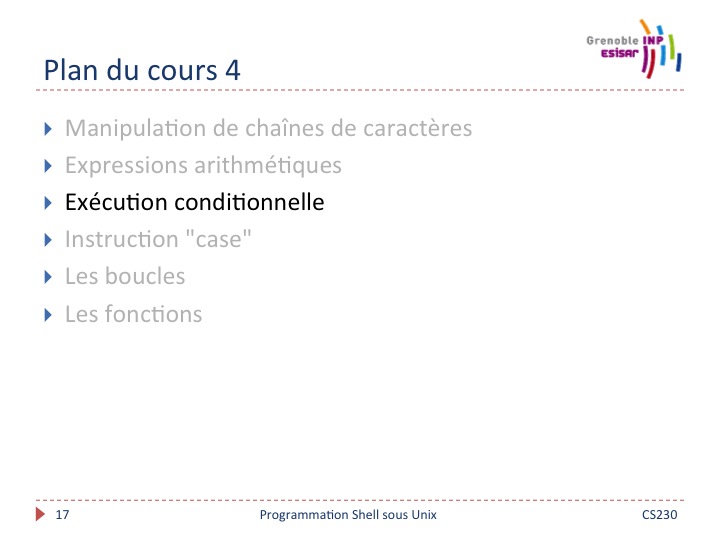 Grenoble INP
ESISAR
Plan du cours 4
Manipulation de chaînes de caractères
Expressions arithmétiques
Exécution conditionnelle
Instruction "case"
Les boucles
Les fonctions
17 Programmation Shell sous Unix CS230